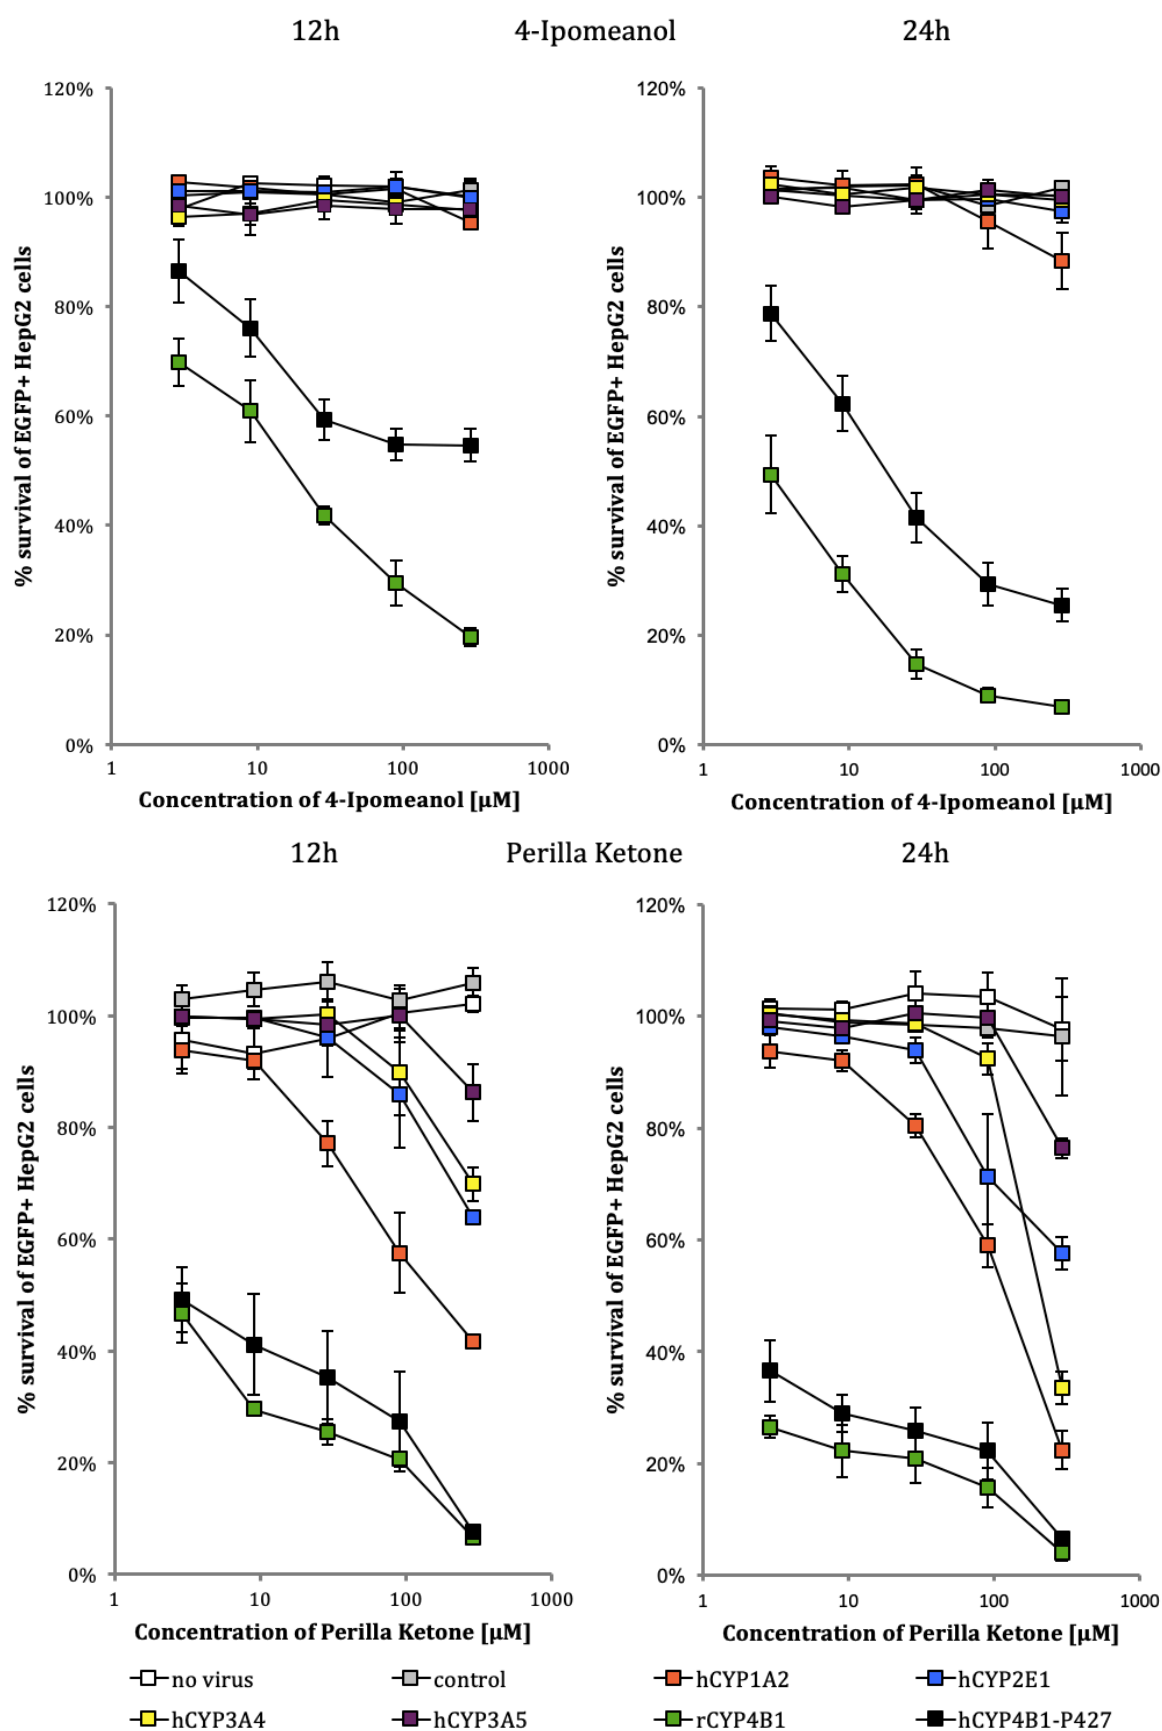 12h 4-Ipomeanol 24h
% survival of EGFP+ HepG2 cells
120%
100%
80%
60%
40%
20%
0%
1 10 100 1000
Concentration of 4-Ipomeanol [µM]
% survival of EGFP+ HepG2 cells
120%
100%
80%
60%
40%
20%
0%
1 10 100 1000
Concentration of 4-Ipomeanol [µM]
12h Perilla Ketone 24h
% survival of EGFP+ HepG2 cells
120%
100%
80%
60%
40%
20%
0%
1 10 100 1000
Concentration of Perilla Ketone [µM]
% survival of EGFP+ HepG2 cells
120%
100%
80%
60%
40%
20%
0%
1 10 100 1000
Concentration of Perilla Ketone [µM]
no virus control hCYP1A2 hCYP2E1
hCYP3A4 hCYP3A5 rCYP4B1 hCYP4B1-P427